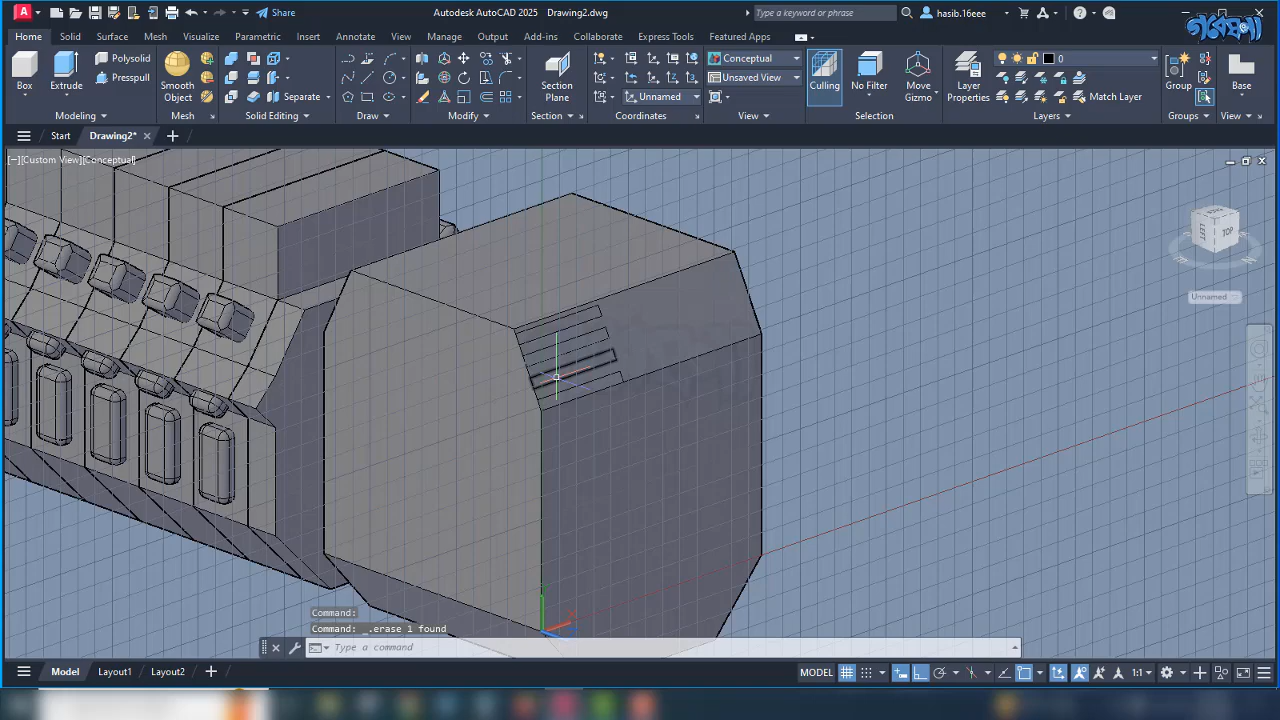 Share
Autodesk AutoCAD 2025 Drawing2.dwg
Type a keyword or phrase
hasib.16eee
গবেষণা
Home Solid Surface Mesh Visualize Parametric Insert Annotate View Manage Output Add-ins Collaborate Express Tools Featured Apps
Box
Extrude
Polysolid
Presspull
Smooth
Object
Separate
Section
Plane
Unnamed
Conceptual
Unsaved View
Culling
No Filter
Move
Gizmo
Layer
Properties
0
Match Layer
Group
Base
Modeling Mesh Solid Editing Draw Modify Section Coordinates View Selection Layers Groups View
Start
Drawing2*
[−][Custom View][Conceptual]
LEFT
TOP
Unnamed
X
Command:
Command: _.erase 1 found
Type a command
Model Layout1 Layout2
MODEL
1:1